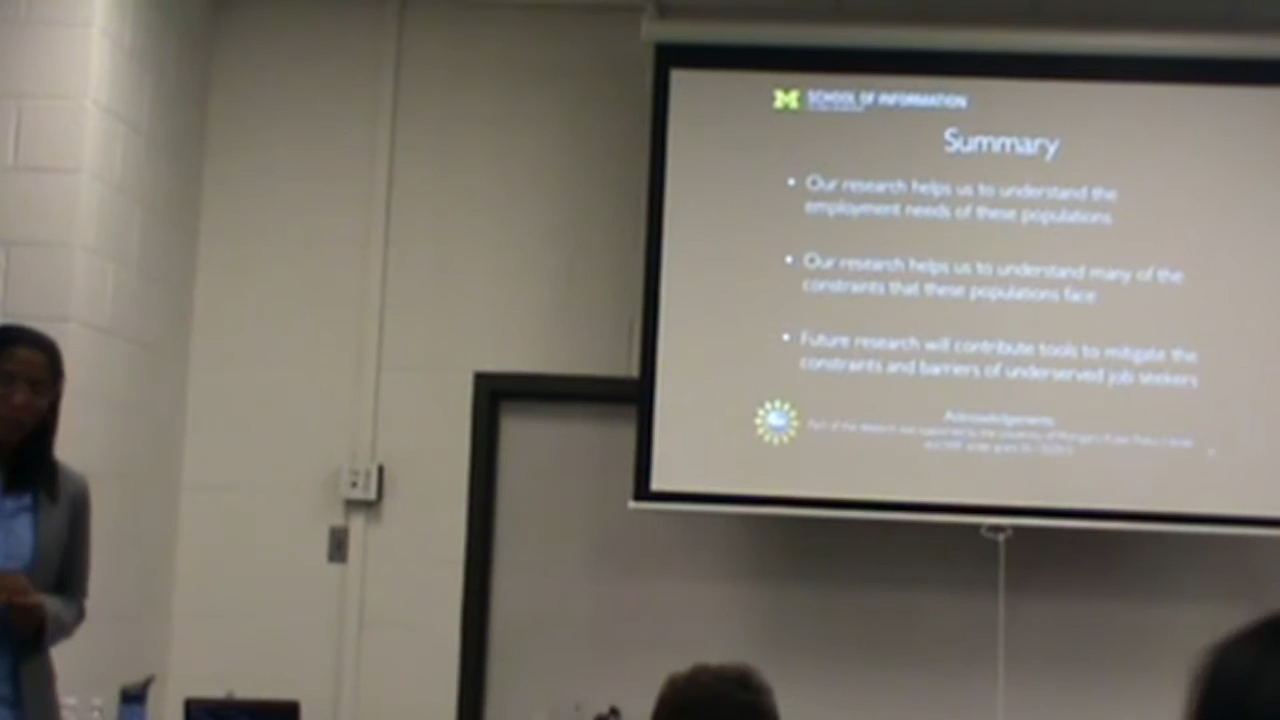 M SCHOOL OF INFORMATION
Summary
• Our research helps us to understand the
employment needs of these populations
• Our research helps us to understand many of the
constraints that these populations face
• Future research will contribute tools to mitigate the
constraints and barriers of underserved job seekers
Acknowledgements